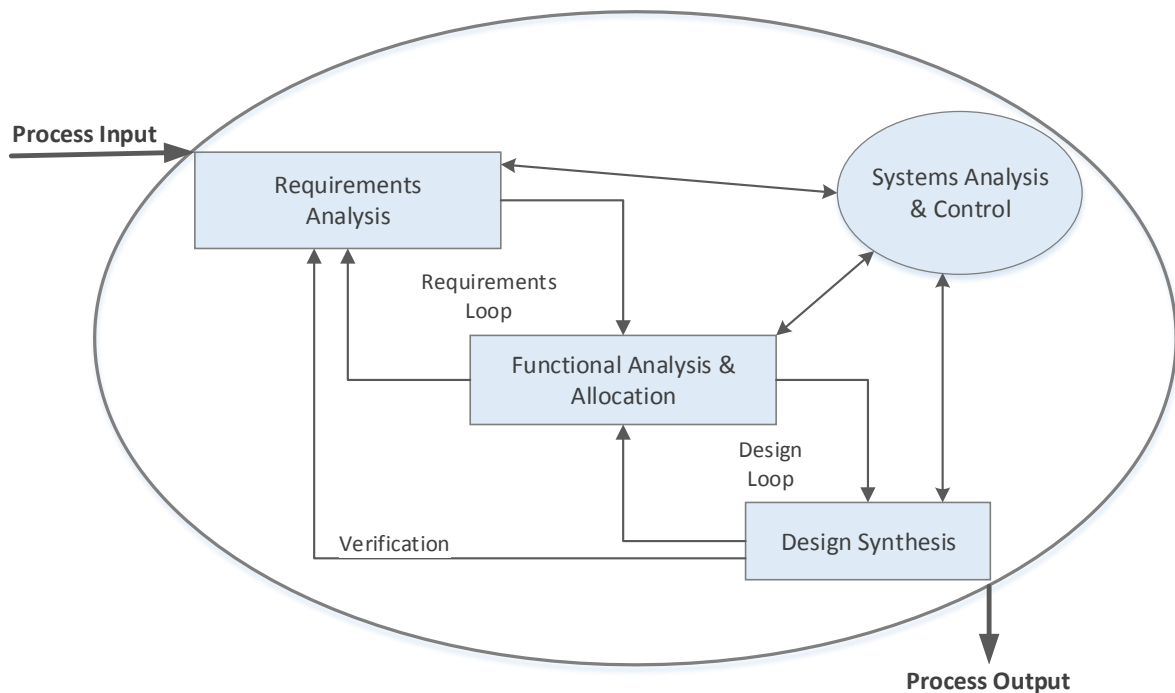 Process Input
Requirements
Analysis
Systems Analysis
& Control
Requirements
Loop
Functional Analysis &
Allocation
Design
Loop
Verification
Design Synthesis
Process Output